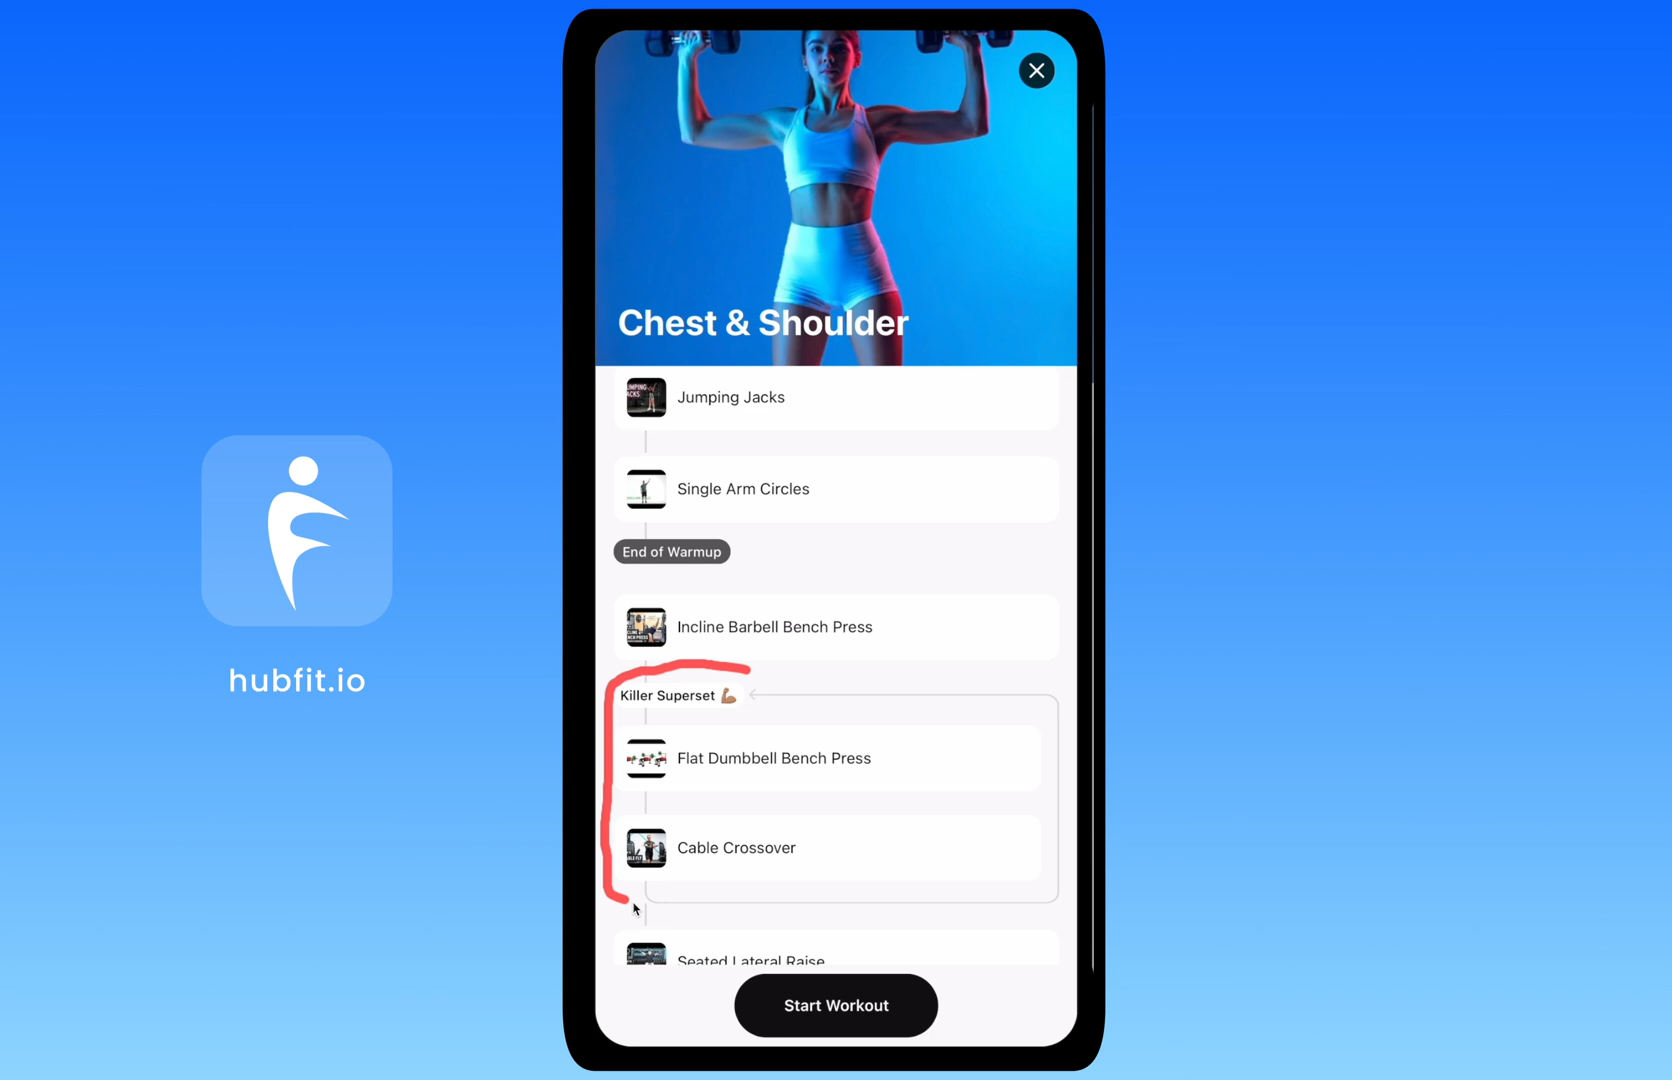 Chest & Shoulder
Jumping Jacks
Single Arm Circles
End of Warmup
Incline Barbell Bench Press
Killer Superset 💪🏽
Flat Dumbbell Bench Press
Cable Crossover
Seated Lateral Raise
Start Workout
hubfit.io